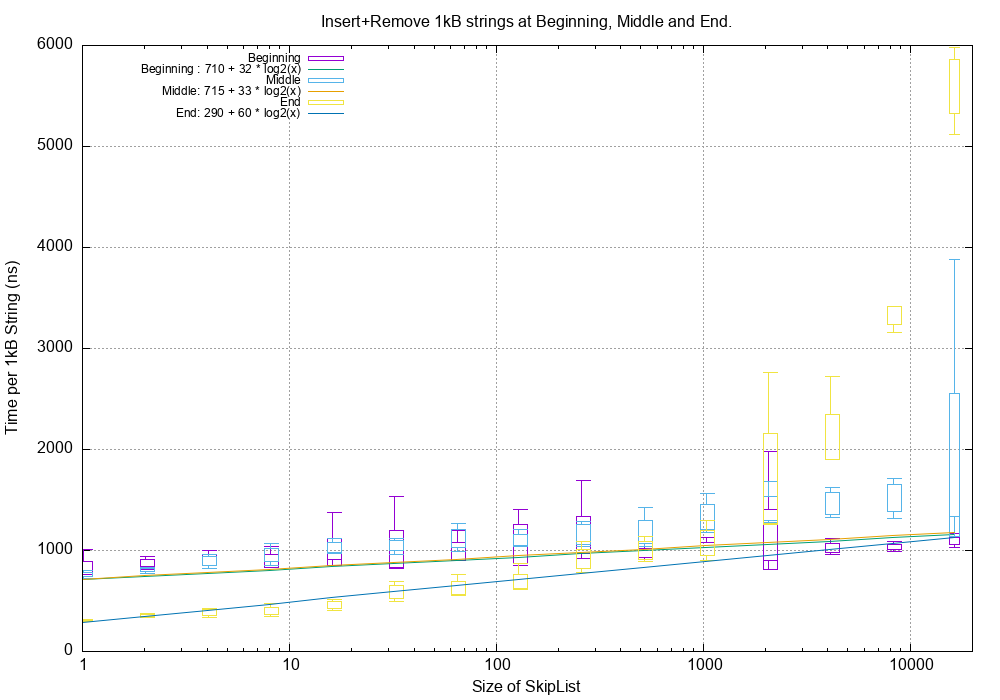 Insert+Remove 1kB strings at Beginning, Middle and End.
6000
5000
4000
3000
2000
1000
0
Time per 1kB String (ns)
Beginning
Beginning : 710 + 32 * log2(x)
Middle
Middle: 715 + 33 * log2(x)
End
End: 290 + 60 * log2(x)
1 10 100 1000 10000
Size of SkipList